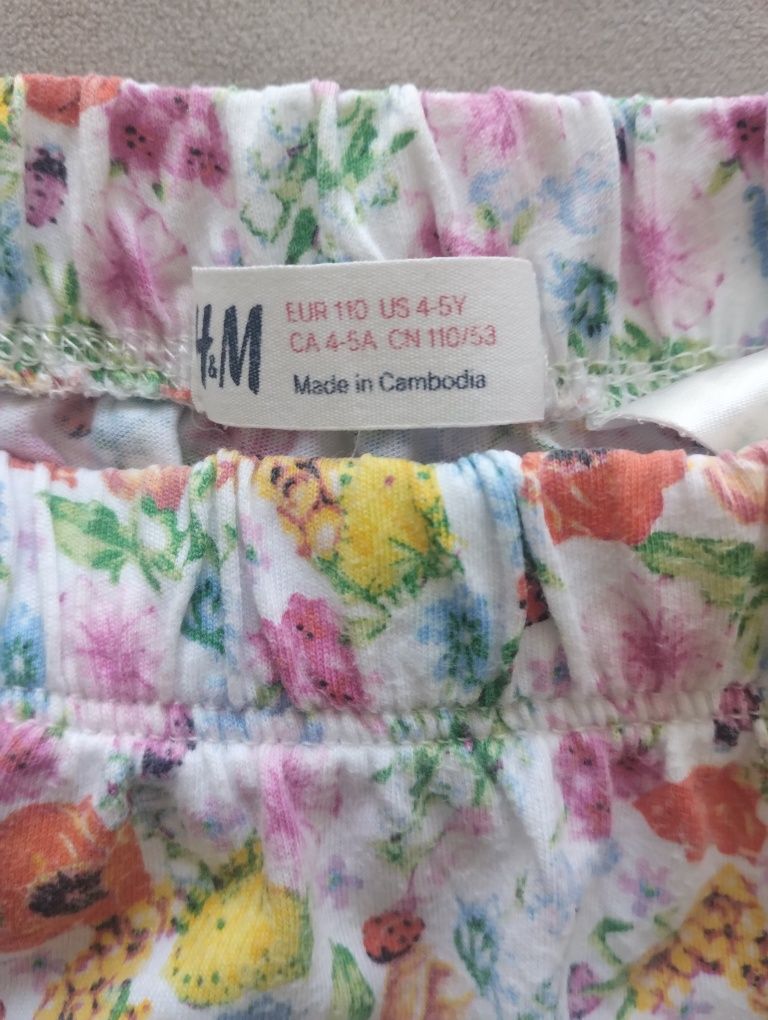 H&M
EUR 110 US 4-5Y
CA 4-5A CN 110/53
Made in Cambodia